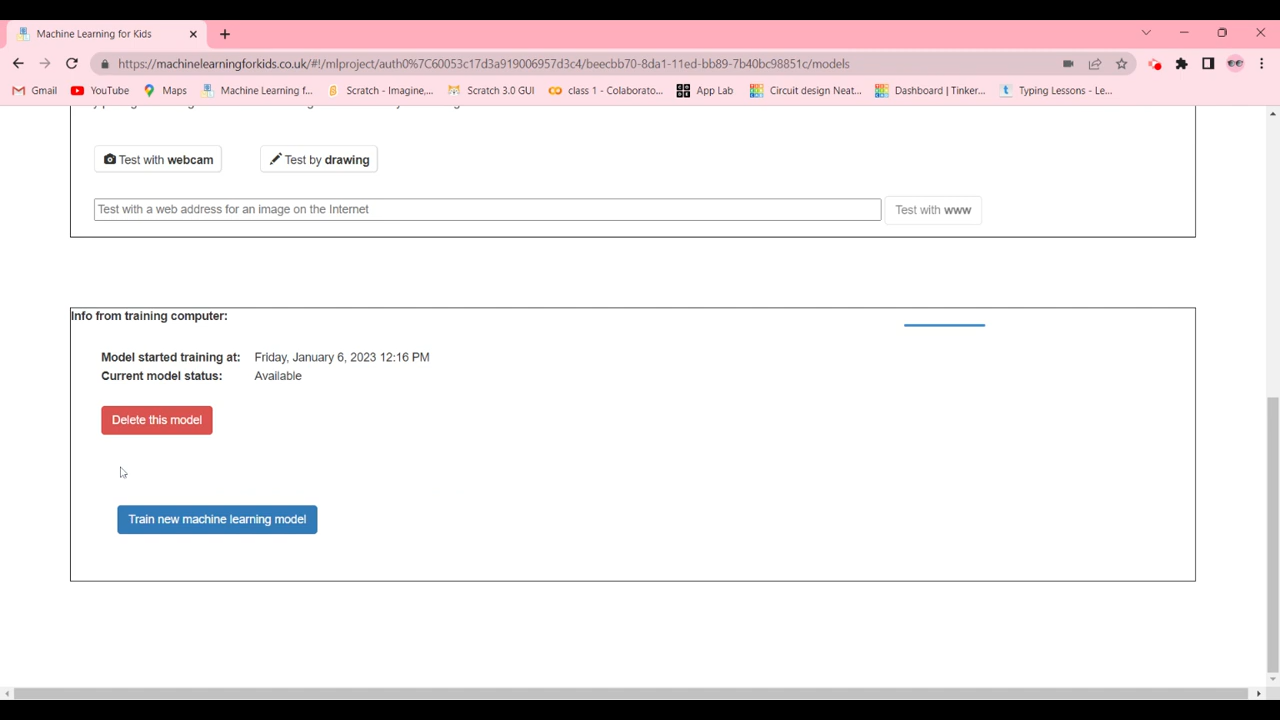 Machine Learning for Kids
https://machinelearningforkids.co.uk/#!/mlproject/auth0%7C60053c17d3a919006957d3c4/beecbb70-8da1-11ed-bb89-7b40bc98851c/models
Gmail YouTube Maps Machine Learning f... Scratch - Imagine,... Scratch 3.0 GUI class 1 - Colaborato... App Lab Circuit design Neat... Dashboard | Tinker... Typing Lessons - Le...
Test with webcam Test by drawing
Test with a web address for an image on the Internet Test with www
Info from training computer:
Model started training at: Friday, January 6, 2023 12:16 PM
Current model status: Available
Delete this model
Train new machine learning model